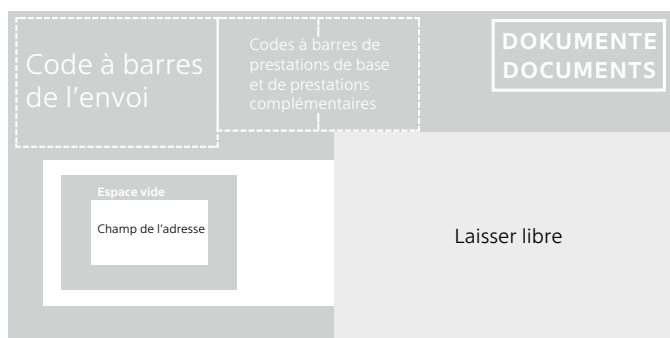 Code à barres
de l’envoi
Codes à barres de
prestations de base
et de prestations
complémentaires
DOKUMENTE
DOCUMENTS
Espace vide
Champ de l’adresse
Laisser libre